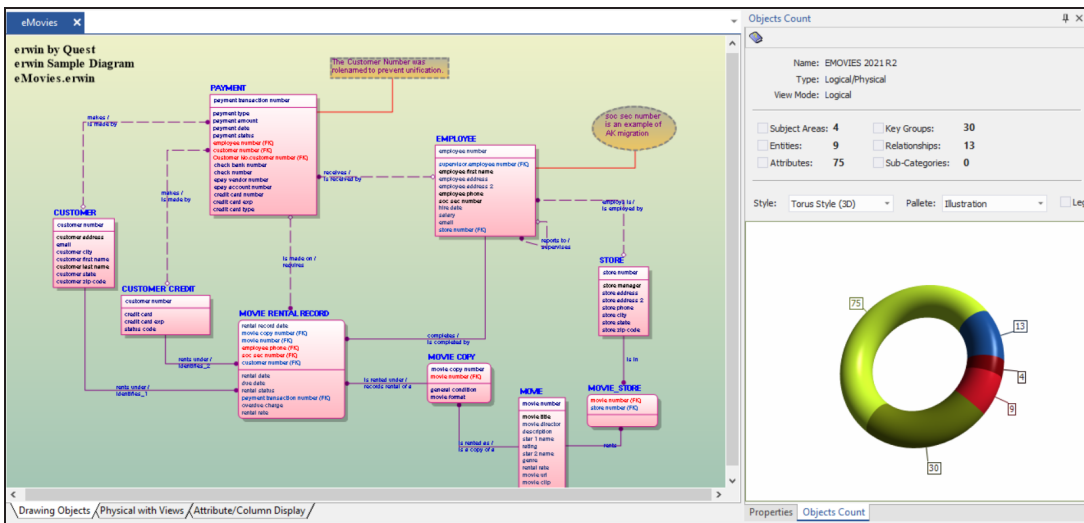 eMovies
Objects Count
erwin by Quest
erwin Sample Diagram
eMovies.erwin
The Customer Number was
rolenamed to prevent unification.
soc sec number
is an example of
AK migration
PAYMENT
payment transaction number
payment type
payment amount
payment date
payment status
employee number (FK)
customer number (FK)
Customer No.customer number (FK)
check bank number
check number
epay vendor number
epay account number
credit card number
credit card exp
credit card type
makes /
is made by
makes /
is made by
receives /
is received by
EMPLOYEE
employee number
supervisor.employee number (FK)
employee first name
employee address
employee address 2
employee phone
soc sec number
hire date
salary
email
store number (FK)
is employed by
reports to /
CUSTOMER
customer number
customer address
email
customer city
customer first name
customer last name
customer state
customer zip code
CUSTOMER CREDIT
customer number
credit card
credit card exp
status code
is made on /
requires
STORE
store number
store manager
store address
store address 2
store phone
store city
store state
store zip code
MOVIE RENTAL RECORD
rental record date
movie copy number (FK)
movie number (FK)
employee phone (FK)
soc sec number (FK)
customer number (FK)
rental date
due date
rental status
payment transaction number (FK)
overdue charge
rental rate
rents under /
identifies_2
rents under /
identifies_1
completes /
is completed by
is rented under /
records rental of a
MOVIE COPY
movie copy number
movie number (FK)
general condition
movie format
is rented as /
is a copy of a
MOVIE
movie number
movie title
movie director
description
star 1 name
rating
star 2 name
genre
rental rate
movie url
movie clip
is in
MOVIE_STORE
movie number (FK)
store number (FK)
rents
Drawing Objects
Physical with Views
Attribute/Column Display
Name: EMOVIES 2021 R2
Type: Logical/Physical
View Mode: Logical
Subject Areas: 4
Key Groups: 30
Entities: 9
Relationships: 13
Attributes: 75
Sub-Categories: 0
Style: Torus Style (3D)
Pallete: Illustration
Leg
75
13
4
9
30
Properties
Objects Count